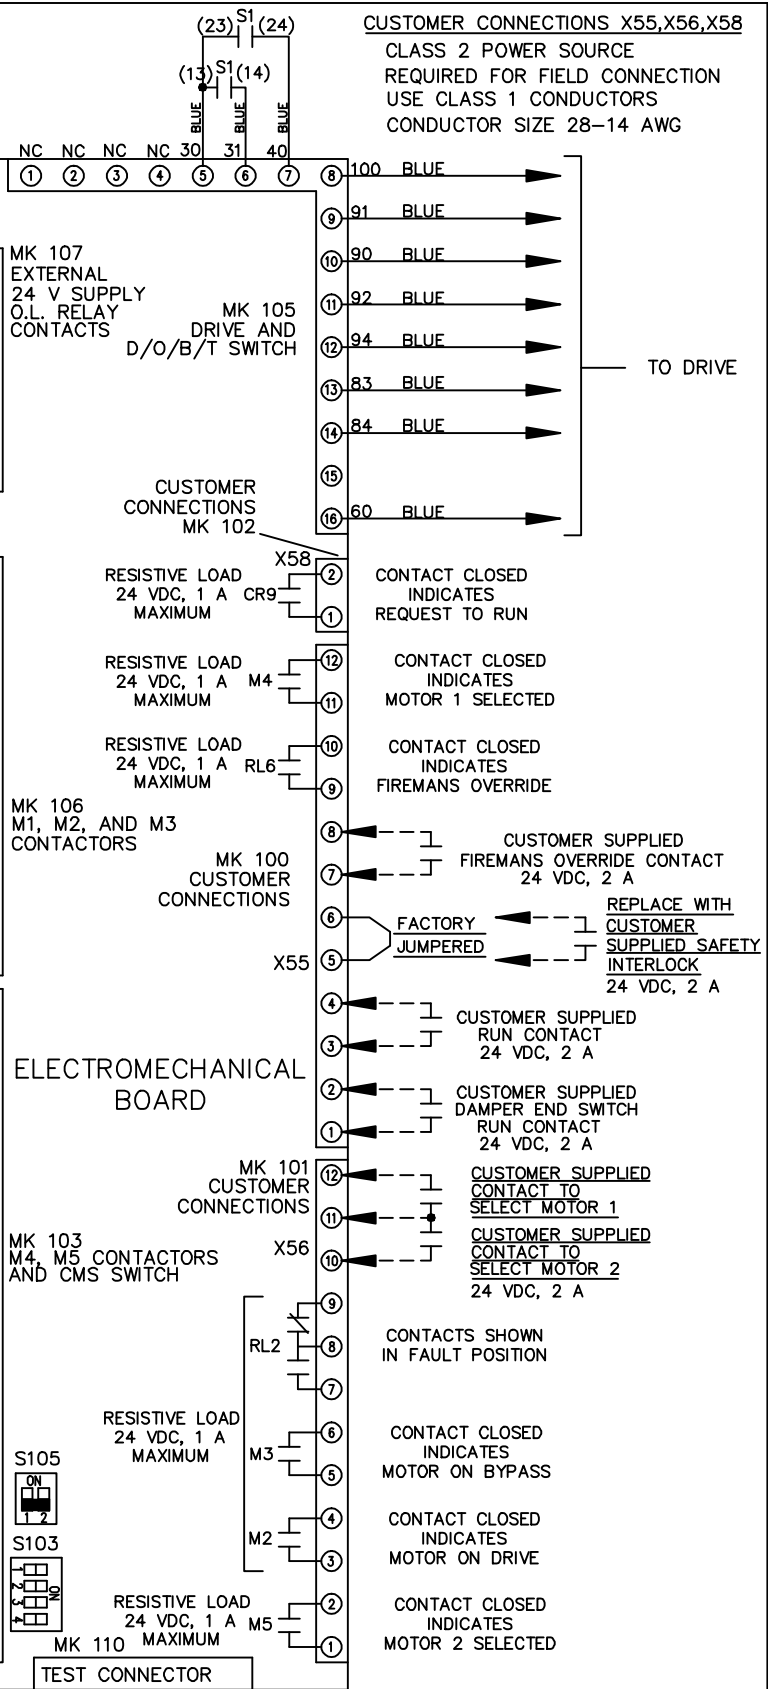 CUSTOMER CONNECTIONS X55,X56,X58
CLASS 2 POWER SOURCE
REQUIRED FOR FIELD CONNECTION
USE CLASS 1 CONDUCTORS
CONDUCTOR SIZE 28–14 AWG
(23) S1 (24)
(13) S1 (14)
BLUE BLUE BLUE
NC NC NC NC 30 31 40
1 2 3 4 5 6 7 8 100 BLUE
9 91 BLUE
10 90 BLUE
11 92 BLUE
12 94 BLUE
13 83 BLUE
14 84 BLUE
15
16 60 BLUE
TO DRIVE
MK 107
EXTERNAL
24 V SUPPLY
O.L. RELAY
CONTACTS
MK 105
DRIVE AND
D/O/B/T SWITCH
CUSTOMER
CONNECTIONS
MK 102
X58
RESISTIVE LOAD
24 VDC, 1 A
MAXIMUM
CR9
2
1
CONTACT CLOSED
INDICATES
REQUEST TO RUN
RESISTIVE LOAD
24 VDC, 1 A
MAXIMUM
M4
12
11
CONTACT CLOSED
INDICATES
MOTOR 1 SELECTED
RESISTIVE LOAD
24 VDC, 1 A
MAXIMUM
RL6
10
9
CONTACT CLOSED
INDICATES
FIREMANS OVERRIDE
MK 106
M1, M2, AND M3
CONTACTORS
MK 100
CUSTOMER
CONNECTIONS
8
7
CUSTOMER SUPPLIED
FIREMANS OVERRIDE CONTACT
24 VDC, 2 A
6
5
X55
FACTORY
JUMPERED
REPLACE WITH
CUSTOMER
SUPPLIED SAFETY
INTERLOCK
24 VDC, 2 A
4
3
CUSTOMER SUPPLIED
RUN CONTACT
24 VDC, 2 A
ELECTROMECHANICAL
BOARD
2
1
CUSTOMER SUPPLIED
DAMPER END SWITCH
RUN CONTACT
24 VDC, 2 A
MK 101
CUSTOMER
CONNECTIONS
X56
12
11
10
CUSTOMER SUPPLIED
CONTACT TO
SELECT MOTOR 1
CUSTOMER SUPPLIED
CONTACT TO
SELECT MOTOR 2
24 VDC, 2 A
MK 103
M4, M5 CONTACTORS
AND CMS SWITCH
RL2
9
8
7
CONTACTS SHOWN
IN FAULT POSITION
RESISTIVE LOAD
24 VDC, 1 A
MAXIMUM
M3
6
5
CONTACT CLOSED
INDICATES
MOTOR ON BYPASS
M2
4
3
CONTACT CLOSED
INDICATES
MOTOR ON DRIVE
S105
ON
1 2
S103
1
2
3
4
ON
RESISTIVE LOAD
24 VDC, 1 A
MAXIMUM
M5
2
1
CONTACT CLOSED
INDICATES
MOTOR 2 SELECTED
MK 110
TEST CONNECTOR